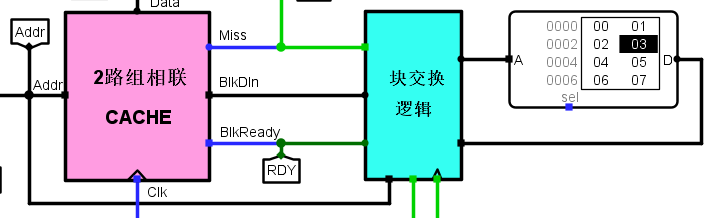 Data
Addr
Addr
2路组相联
CACHE
Clk
Miss
BlkDIn
BlkReady
RDY
块交换
逻辑
A
0000 00 01
0002 02 03
0004 04 05
0006 06 07
sel
D